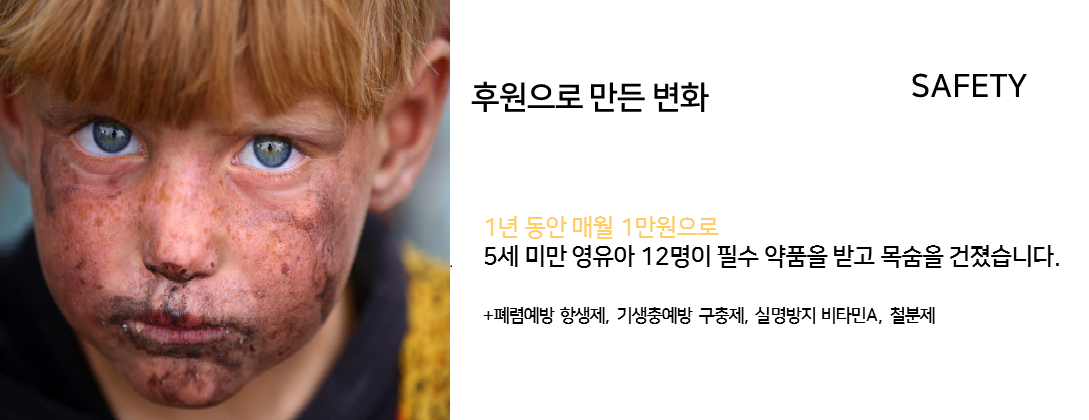 후원으로 만든 변화
SAFETY
1년 동안 매월 1만원으로
5세 미만 영유아 12명이 필수 약품을 받고 목숨을 건졌습니다.
+폐렴예방 항생제, 기생충예방 구충제, 실명방지 비타민A, 철분제